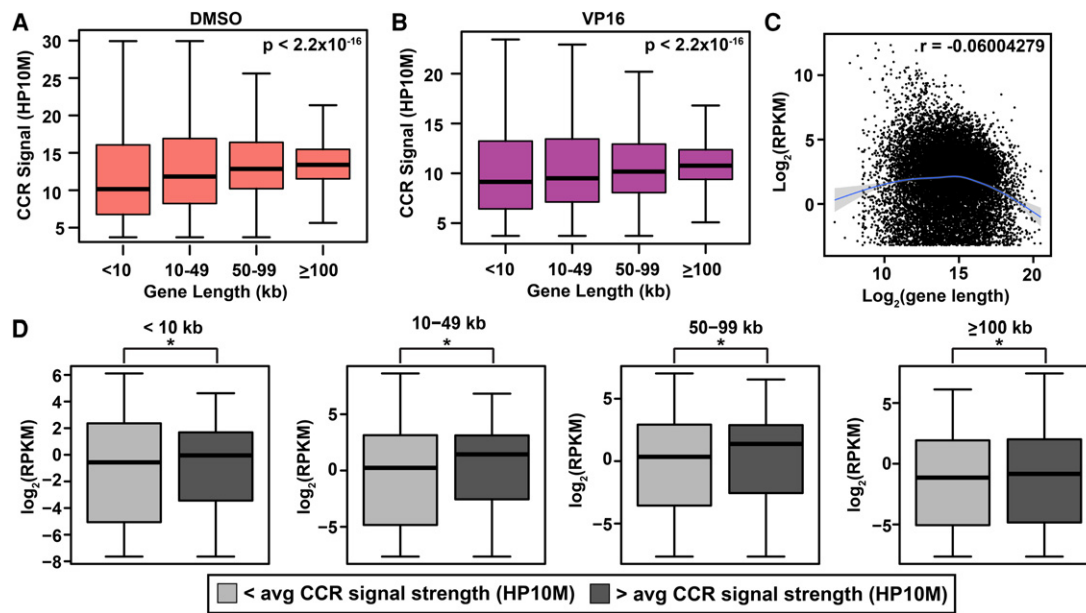 A
DMSO
p < 2.2x10⁻¹⁶
CCR Signal (HP10M)
30
25
20
15
10
5
<10
10-49
50-99
≥100
Gene Length (kb)
B
VP16
p < 2.2x10⁻¹⁶
CCR Signal (HP10M)
20
15
10
5
<10
10-49
50-99
≥100
Gene Length (kb)
C
r = -0.06004279
Log₂(RPKM)
10
5
0
10
15
20
Log₂(gene length)
D
< 10 kb
*
log₂(RPKM)
6
4
2
0
−2
−4
−6
−8
10−49 kb
*
log₂(RPKM)
5
0
−5
50−99 kb
*
log₂(RPKM)
5
0
−5
≥100 kb
*
log₂(RPKM)
5
0
−5
< avg CCR signal strength (HP10M)
> avg CCR signal strength (HP10M)